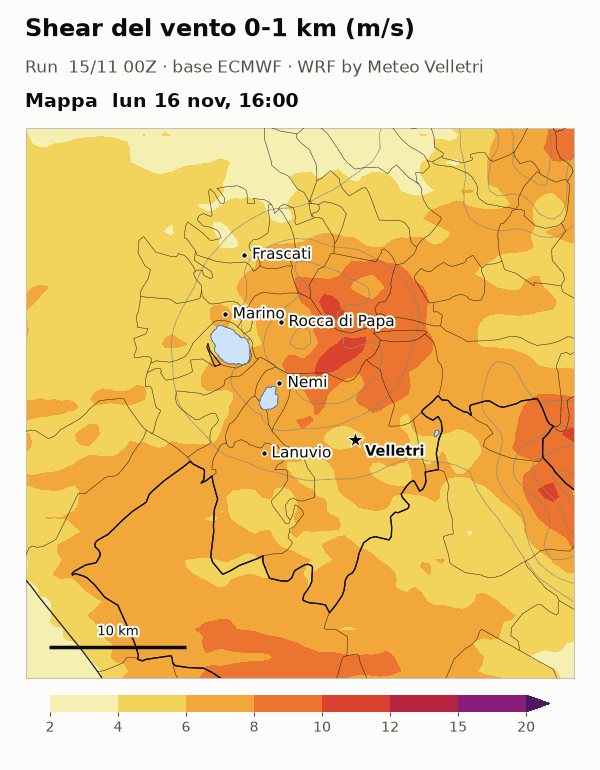 Shear del vento 0-1 km (m/s)
Run  15/11 00Z · base ECMWF · WRF by Meteo Velletri
Mappa  lun 16 nov, 16:00
Frascati
Marino
Rocca di Papa
Nemi
Velletri
Lanuvio
10 km
2 4 6 8 10 12 15 20